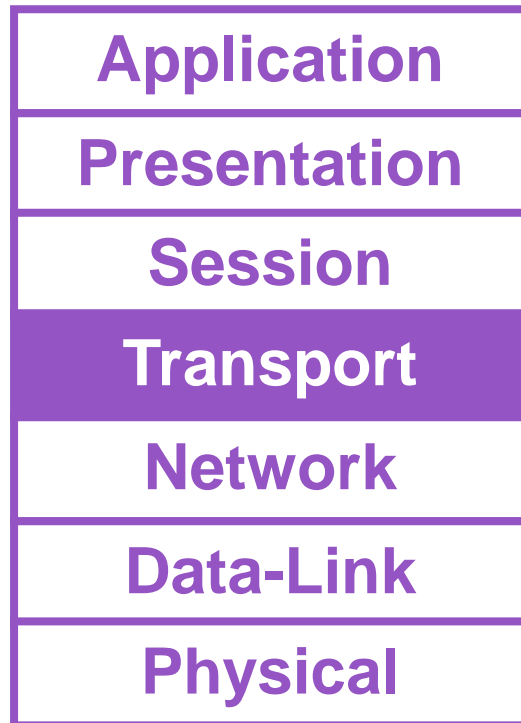 Application
Presentation
Session
Transport
Network
Data-Link
Physical